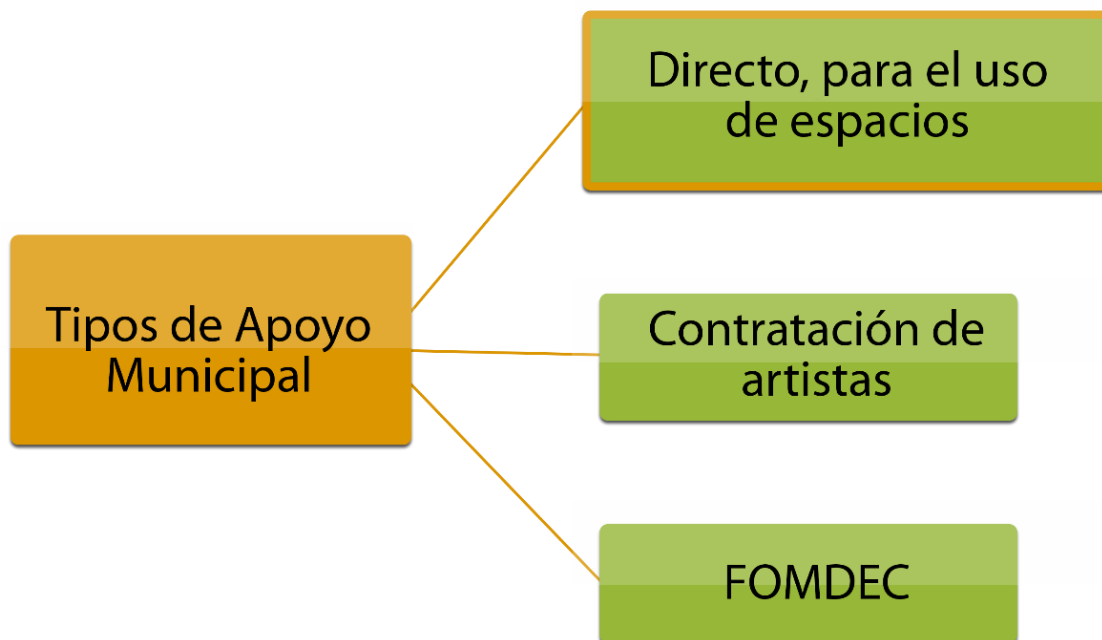 Tipos de Apoyo
Municipal
Directo, para el uso
de espacios
Contratación de
artistas
FOMDEC